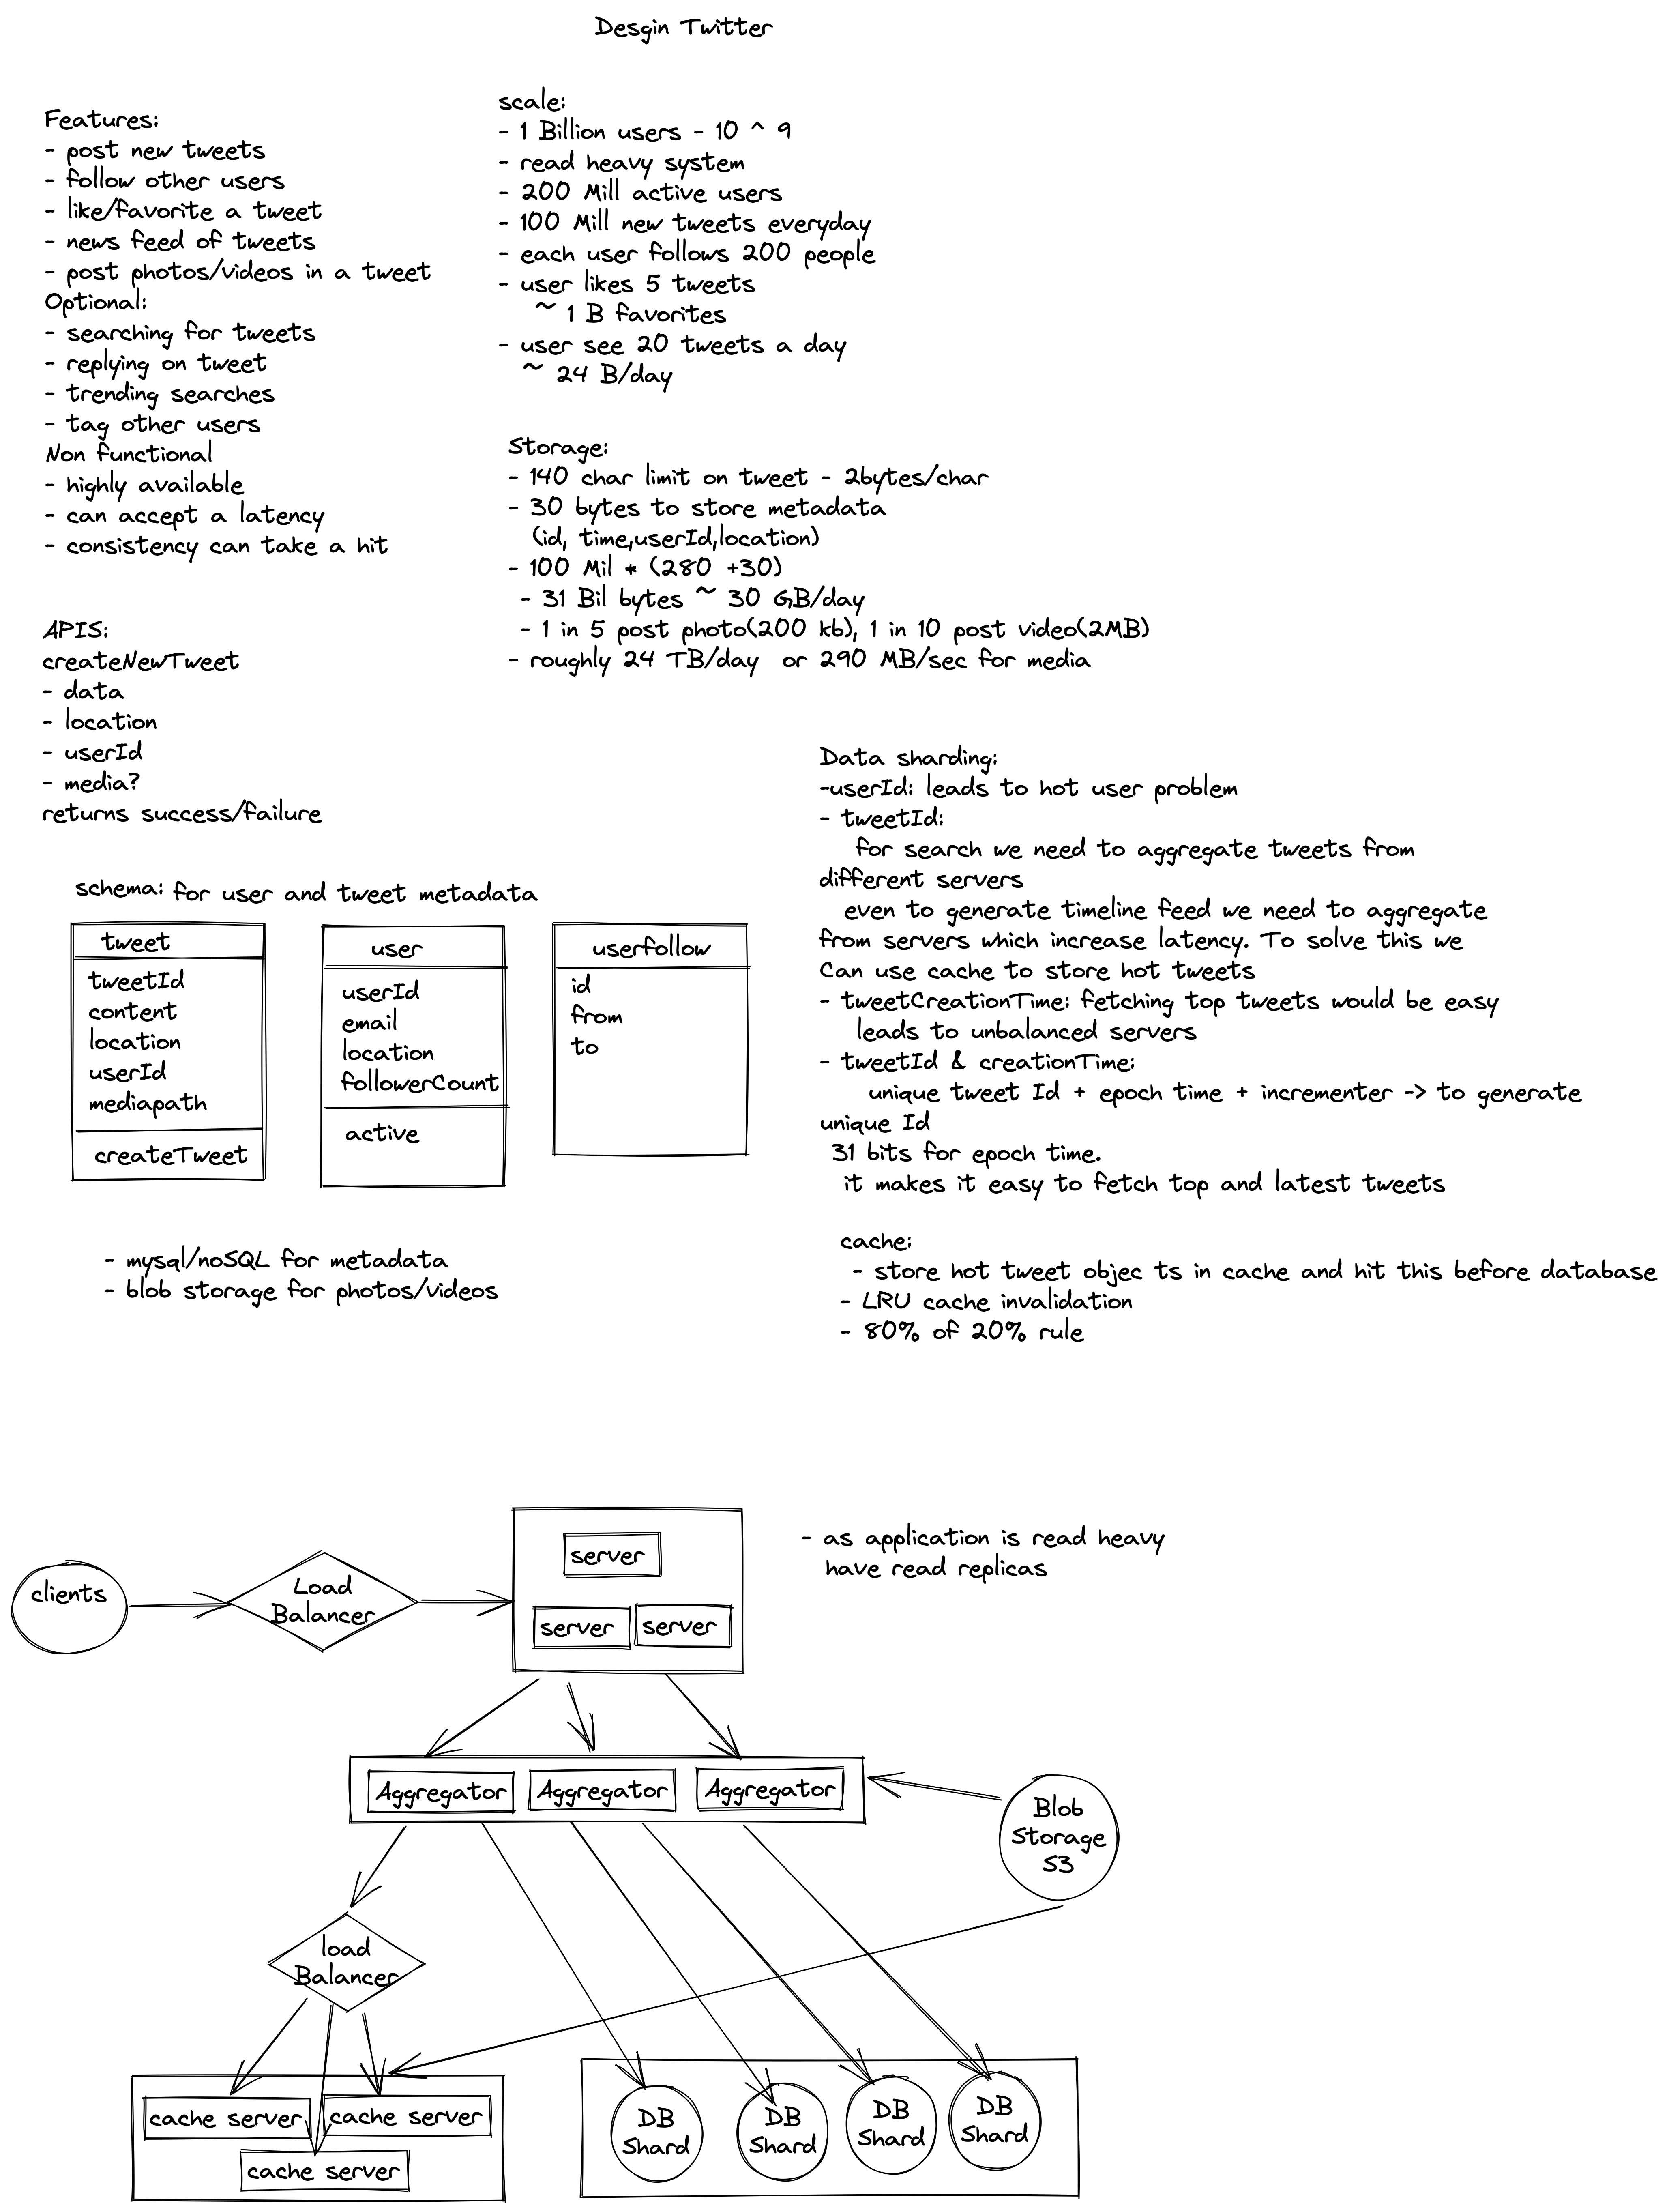 Desgin Twitter
Features:
- post new tweets
- follow other users
- like/favorite a tweet
- news feed of tweets
- post photos/videos in a tweet
Optional:
- searching for tweets
- replying on tweet
- trending searches
- tag other users
Non functional
- highly available
- can accept a latency
- consistency can take a hit
scale:
- 1 Billion users - 10 ^ 9
- read heavy system
- 200 Mill active users
- 100 Mill new tweets everyday
- each user follows 200 people
- user likes 5 tweets
~ 1 B favorites
- user see 20 tweets a day
~ 24 B/day
Storage:
- 140 char limit on tweet - 2bytes/char
- 30 bytes to store metadata
(id, time,userId,location)
- 100 Mil * (280 +30)
- 31 Bil bytes ~ 30 GB/day
- 1 in 5 post photo(200 kb), 1 in 10 post video(2MB)
- roughly 24 TB/day or 290 MB/sec for media
APIS:
createNewTweet
- data
- location
- userId
- media?
returns success/failure
schema: for user and tweet metadata
tweet
tweetId
content
location
userId
mediapath
createTweet
user
userId
email
location
followerCount
active
userfollow
id
from
to
- mysql/noSQL for metadata
- blob storage for photos/videos
Data sharding:
-userId: leads to hot user problem
- tweetId:
for search we need to aggregate tweets from
different servers
even to generate timeline feed we need to aggregate
from servers which increase latency. To solve this we
Can use cache to store hot tweets
- tweetCreationTime: fetching top tweets would be easy
leads to unbalanced servers
- tweetId & creationTime:
unique tweet Id + epoch time + incrementer -> to generate
unique Id
31 bits for epoch time.
it makes it easy to fetch top and latest tweets
cache:
- store hot tweet objec ts in cache and hit this before database
- LRU cache invalidation
- 80% of 20% rule
clients
Load
Balancer
server
server
server
- as application is read heavy
have read replicas
Aggregator
Aggregator
Aggregator
Blob
Storage
S3
load
Balancer
cache server
cache server
cache server
DB
Shard
DB
Shard
DB
Shard
DB
Shard